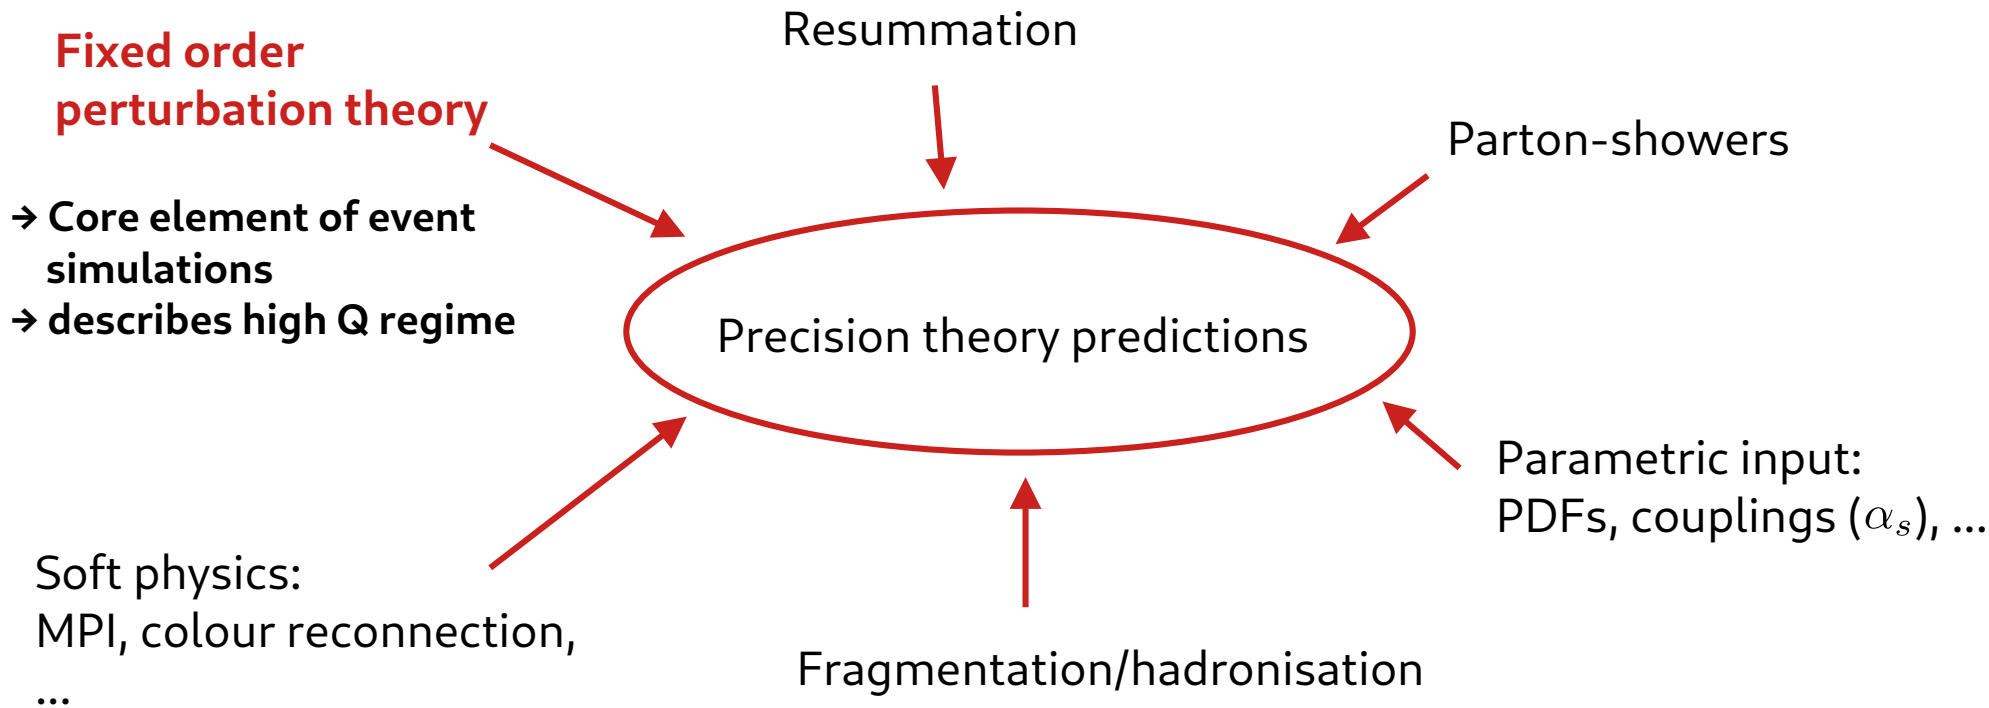 Fixed order
perturbation theory
→ Core element of event
simulations
→ describes high Q regime
Resummation
Parton-showers
Precision theory predictions
Parametric input:
PDFs, couplings (αₛ), ...
Soft physics:
MPI, colour reconnection,
...
Fragmentation/hadronisation